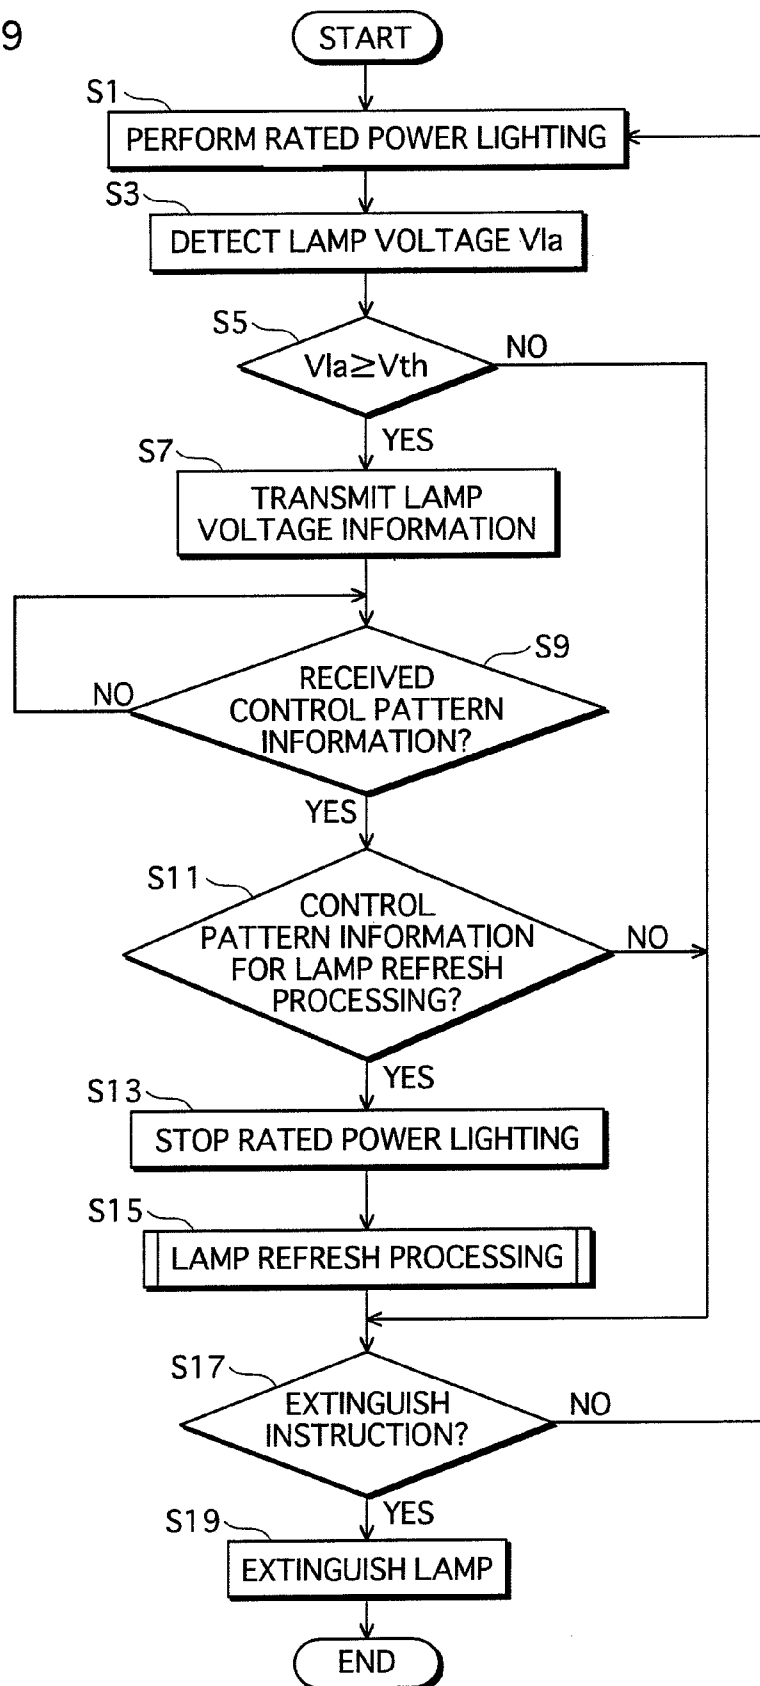 9
START
S1
PERFORM RATED POWER LIGHTING
S3
DETECT LAMP VOLTAGE Vla
S5
Vla≧Vth
NO
YES
S7
TRANSMIT LAMP
VOLTAGE INFORMATION
S9
RECEIVED
CONTROL PATTERN
INFORMATION?
NO
YES
S11
CONTROL
PATTERN INFORMATION
FOR LAMP REFRESH
PROCESSING?
NO
YES
S13
STOP RATED POWER LIGHTING
S15
LAMP REFRESH PROCESSING
S17
EXTINGUISH
INSTRUCTION?
NO
YES
S19
EXTINGUISH LAMP
END